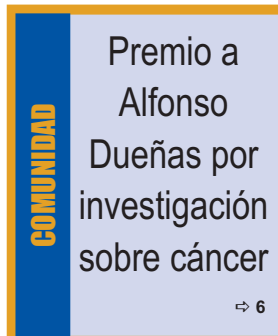 COMUNIDAD
Premio a
Alfonso
Dueñas por
investigación
sobre cáncer
⇨ 6